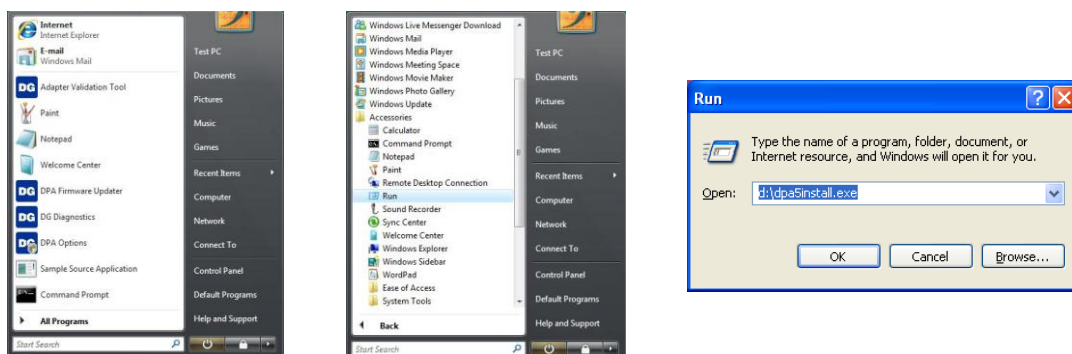 Internet
Internet Explorer
E-mail
Windows Mail
DG Adapter Validation Tool
Paint
Notepad
Welcome Center
DG DPA Firmware Updater
DG DG Diagnostics
DG DPA Options
Sample Source Application
Command Prompt
All Programs
Start Search
Test PC
Documents
Pictures
Music
Games
Recent Items
Computer
Network
Connect To
Control Panel
Default Programs
Help and Support
Windows Live Messenger Download
Windows Mail
Windows Media Player
Windows Meeting Space
Windows Movie Maker
Windows Photo Gallery
Windows Update
Accessories
Calculator
Command Prompt
Notepad
Paint
Remote Desktop Connection
Run
Sound Recorder
Sync Center
Welcome Center
Windows Explorer
Windows Sidebar
WordPad
Ease of Access
System Tools
Back
Start Search
Test PC
Documents
Pictures
Music
Games
Recent Items
Computer
Network
Connect To
Control Panel
Default Programs
Help and Support
Run
Type the name of a program, folder, document, or
Internet resource, and Windows will open it for you.
Open: d:\dpa5install.exe
OK Cancel Browse...